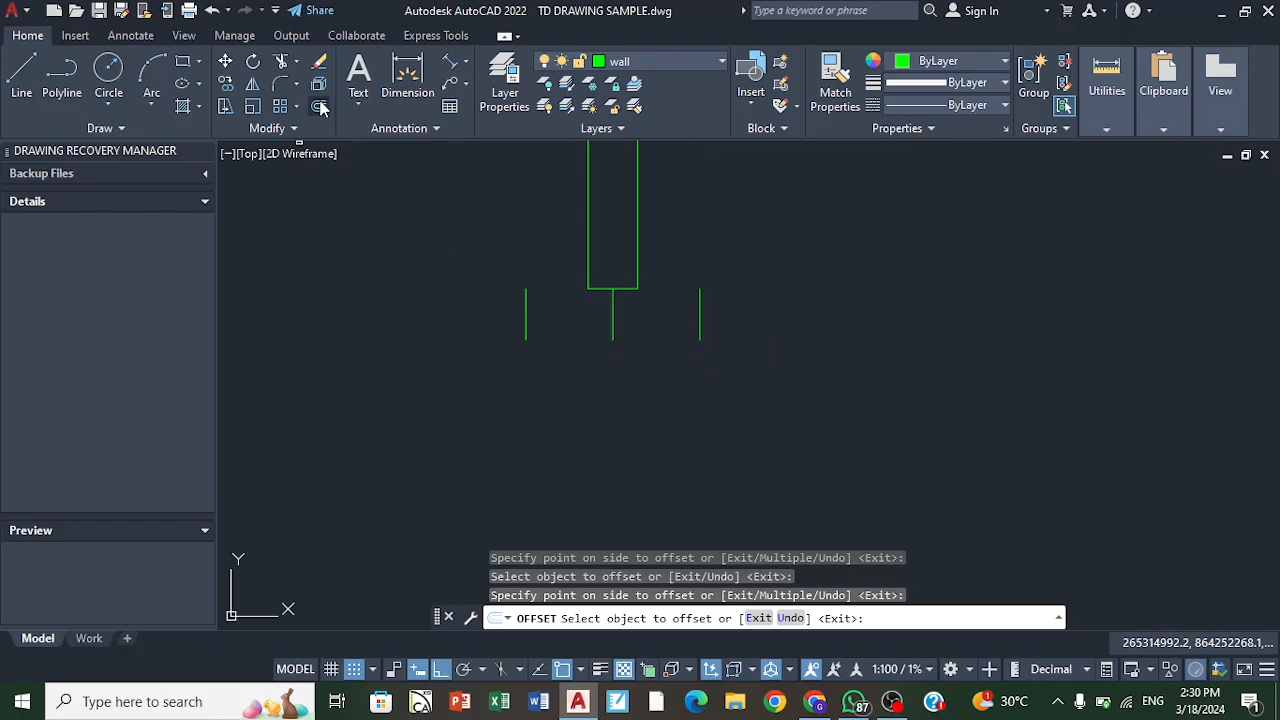 Share
Autodesk AutoCAD 2022 TD DRAWING SAMPLE.dwg
Type a keyword or phrase
Sign In
Home Insert Annotate View Manage Output Collaborate Express Tools
Line Polyline Circle Arc
Text Dimension
Layer Properties
wall
Insert
Match Properties
ByLayer
ByLayer
ByLayer
Group
Utilities Clipboard View
Draw Modify Annotation Layers Block Properties Groups
DRAWING RECOVERY MANAGER
Backup Files
Details
Preview
[−][Top][2D Wireframe]
Y
X
Specify point on side to offset or [Exit/Multiple/Undo] <Exit>:
Select object to offset or [Exit/Undo] <Exit>:
Specify point on side to offset or [Exit/Multiple/Undo] <Exit>:
OFFSET Select object to offset or [Exit Undo] <Exit>:
Model Work
265314992.2, 864252268.1,...
MODEL 1:100 / 1% Decimal
Type here to search
87
1
30°C
ENG
2:30 PM
3/18/2024